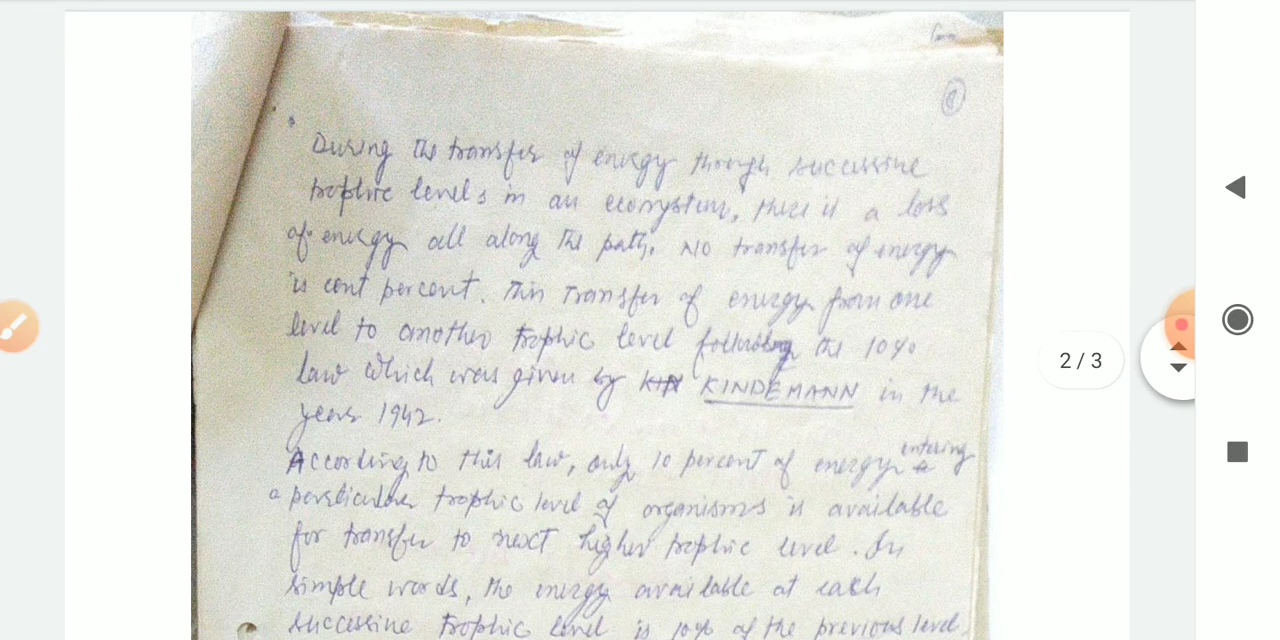 8
During the transfer of energy through successive
trophic levels in an ecosystem, there is a loss
of energy all along the path. No transfer of energy
is cent percent. This transfer of energy from one
level to another trophic level following the 10%
law which was given by KINDEMANN in the
years 1942.
According to this law, only 10 percent of energy entering
a perticular trophic level of organisms is available
for transfer to next higher trophic level. In
simple words, the energy available at each
successive trophic level is 10% of the previous level.
2 / 3